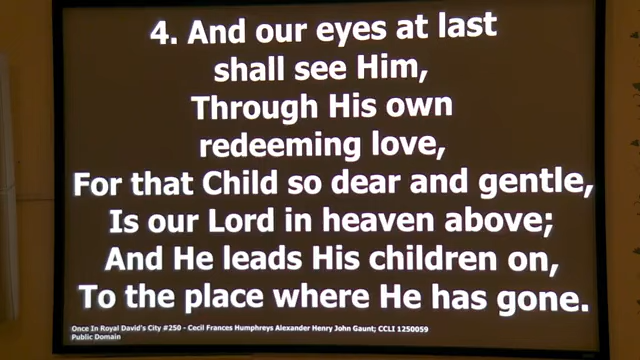 4. And our eyes at last
shall see Him,
Through His own
redeeming love,
For that Child so dear and gentle,
Is our Lord in heaven above;
And He leads His children on,
To the place where He has gone.
Once In Royal David's City #250 - Cecil Frances Humphreys Alexander Henry John Gaunt; CCLI 1250059
Public Domain